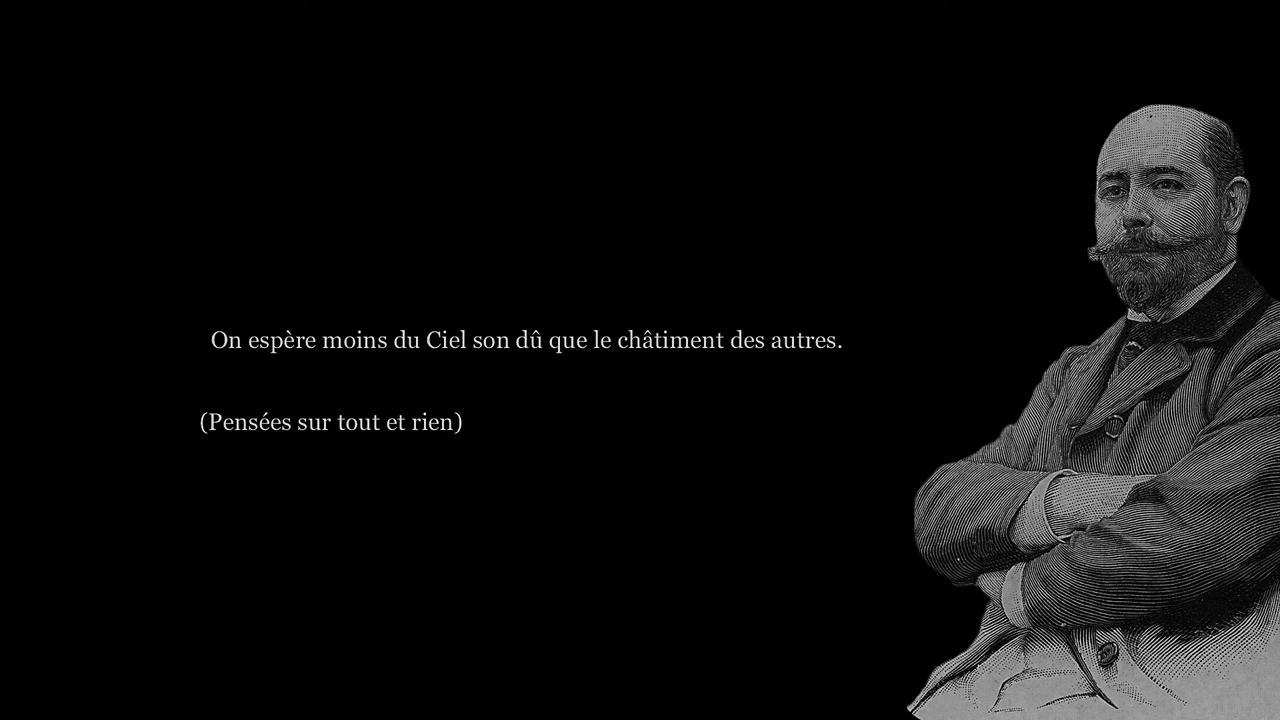 On espère moins du Ciel son dû que le châtiment des autres.
(Pensées sur tout et rien)